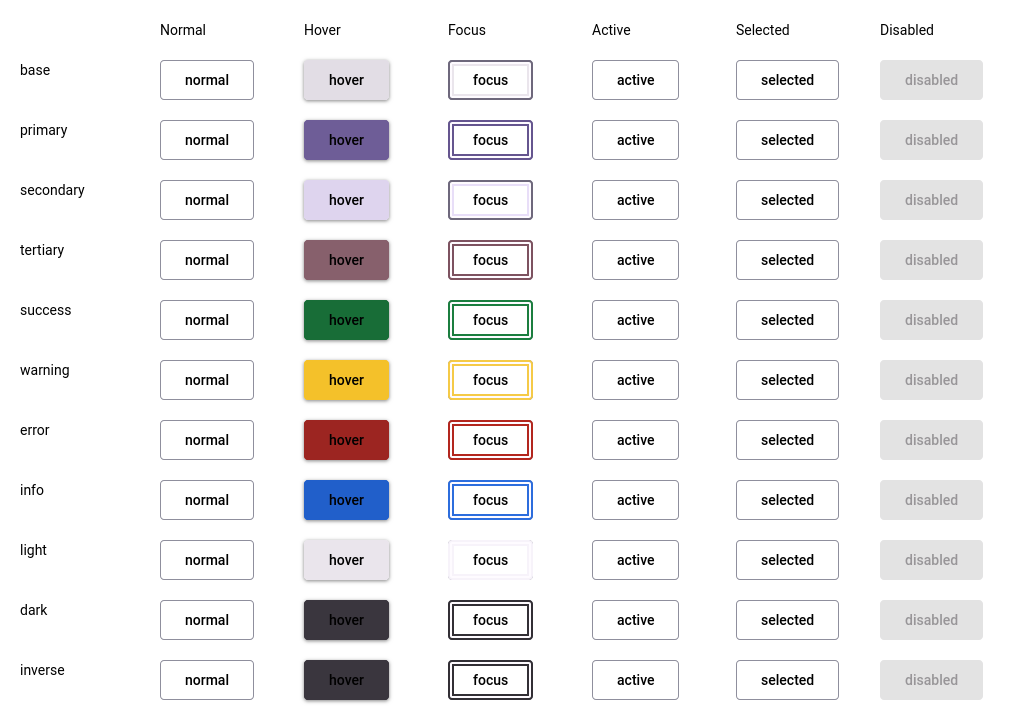 Normal Hover Focus Active Selected Disabled
base normal hover focus active selected disabled
primary normal hover focus active selected disabled
secondary normal hover focus active selected disabled
tertiary normal hover focus active selected disabled
success normal hover focus active selected disabled
warning normal hover focus active selected disabled
error normal hover focus active selected disabled
info normal hover focus active selected disabled
light normal hover focus active selected disabled
dark normal hover focus active selected disabled
inverse normal hover focus active selected disabled